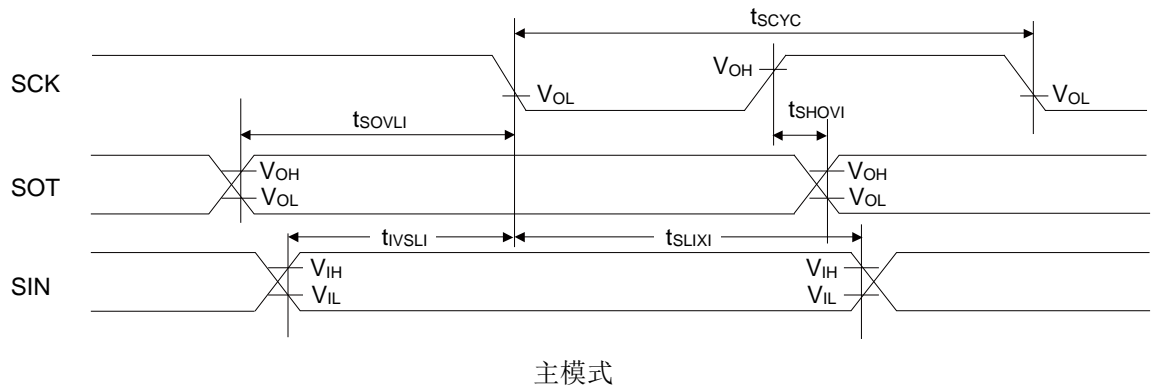 tSCYC
SCK
VOH
VOL
VOL
tSHOVI
tSOVLI
SOT
VOH
VOL
VOH
VOL
tIVSLI
tSLIXI
SIN
VIH
VIL
VIH
VIL
主模式